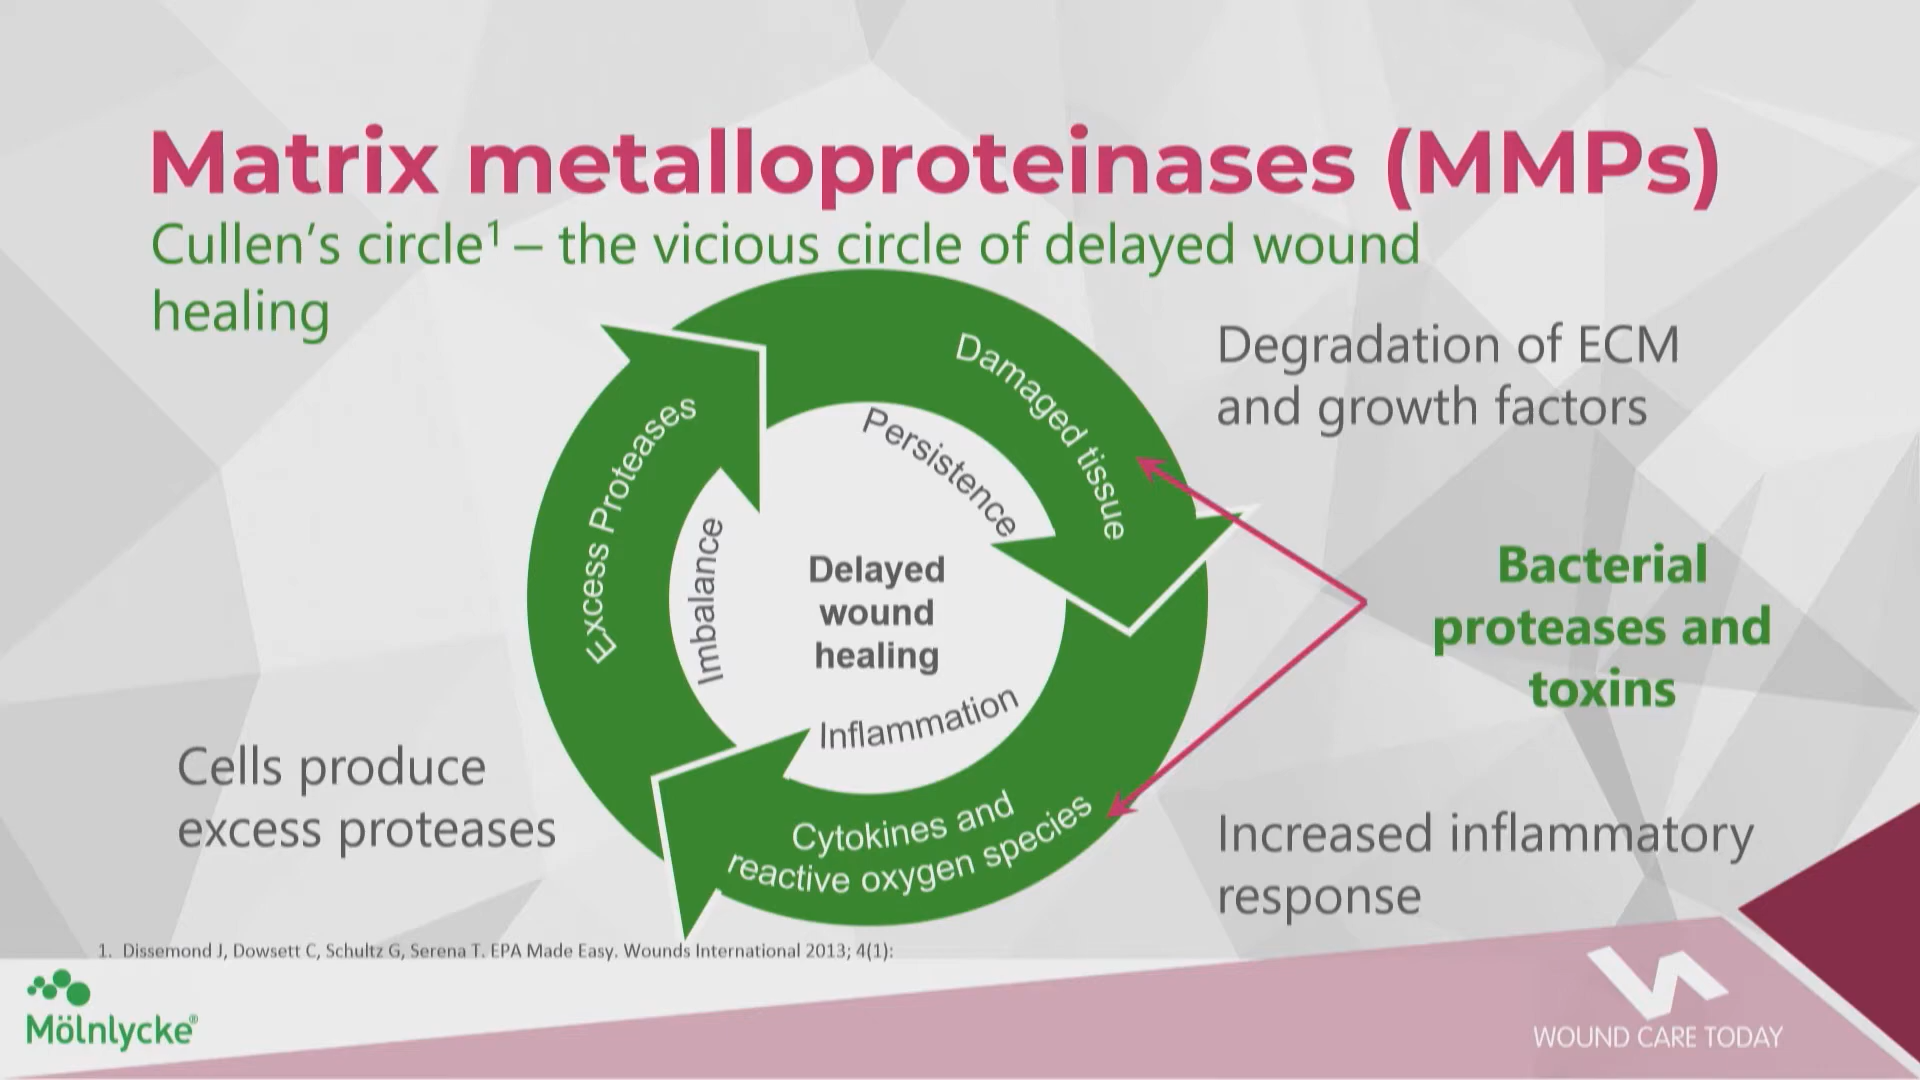 Matrix metalloproteinases (MMPs)
Cullen's circle¹ – the vicious circle of delayed wound
healing
Damaged tissue
Persistence
Excess Proteases
Imbalance
Delayed
wound
healing
Inflammation
Cytokines and
reactive oxygen species
Degradation of ECM
and growth factors
Bacterial
proteases and
toxins
Cells produce
excess proteases
Increased inflammatory
response
1. Dissemond J, Dowsett C, Schultz G, Serena T. EPA Made Easy. Wounds International 2013; 4(1):
Mölnlycke®
WOUND CARE TODAY